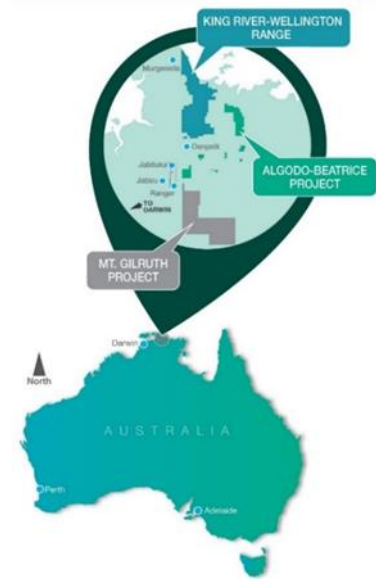 KING RIVER-WELLINGTON
RANGE
Murgenella
Oenpelli
ALGODO-BEATRICE
PROJECT
Jabiluka
Jabiru
Ranger
TO
DARWIN
MT. GILRUTH
PROJECT
Darwin
North
AUSTRALIA
Perth
Adelaide